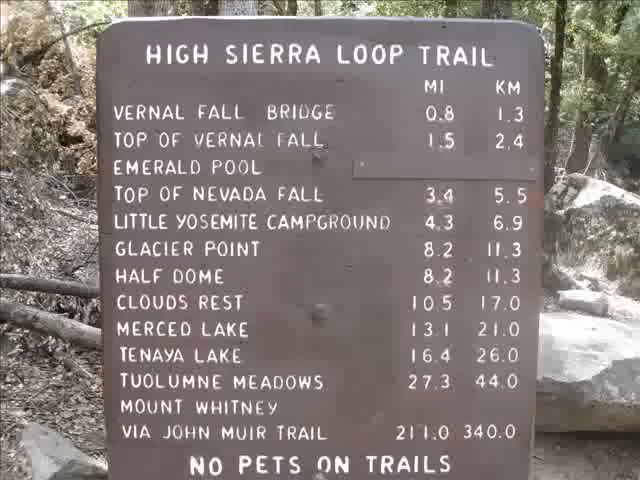 HIGH SIERRA LOOP TRAIL
MI KM
VERNAL FALL BRIDGE 0.8 1.3
TOP OF VERNAL FALL 1.5 2.4
EMERALD POOL
TOP OF NEVADA FALL 3.4 5.5
LITTLE YOSEMITE CAMPGROUND 4.3 6.9
GLACIER POINT 8.2 11.3
HALF DOME 8.2 11.3
CLOUDS REST 10.5 17.0
MERCED LAKE 13.1 21.0
TENAYA LAKE 16.4 26.0
TUOLUMNE MEADOWS 27.3 44.0
MOUNT WHITNEY
VIA JOHN MUIR TRAIL 211.0 340.0
NO PETS ON TRAILS